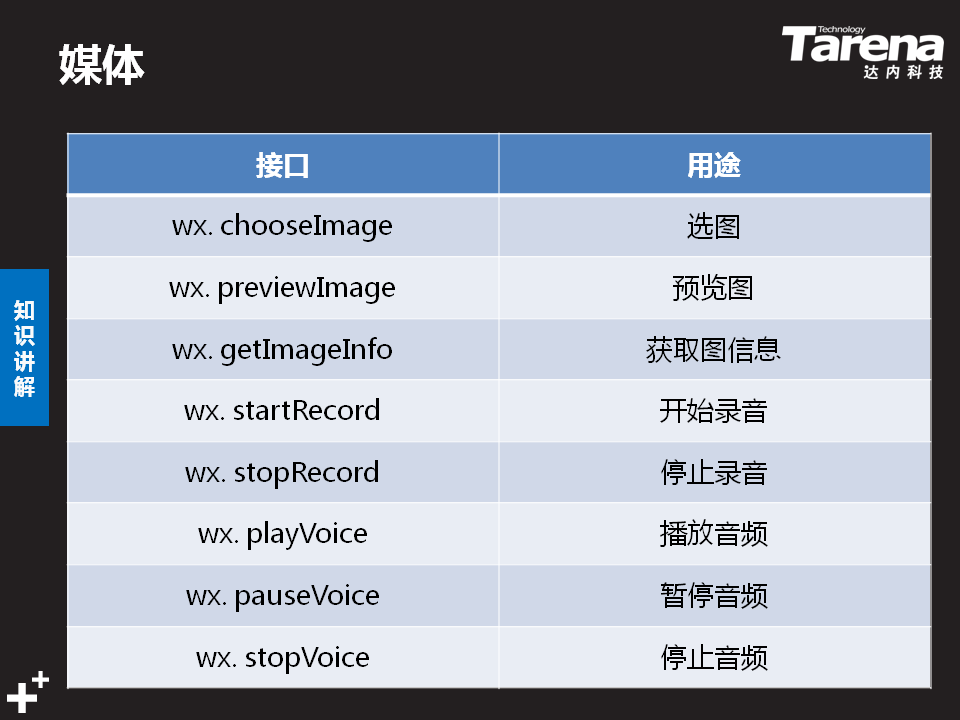 媒体
Technology
Tarena
达内科技
接口 用途
wx. chooseImage 选图
wx. previewImage 预览图
wx. getImageInfo 获取图信息
wx. startRecord 开始录音
wx. stopRecord 停止录音
wx. playVoice 播放音频
wx. pauseVoice 暂停音频
wx. stopVoice 停止音频
知识讲解